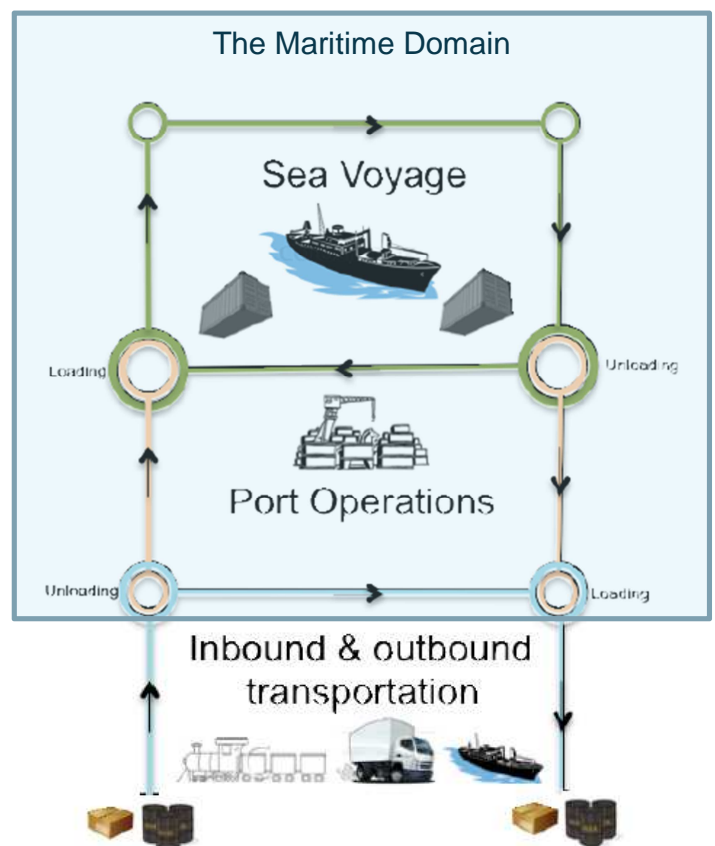 The Maritime Domain
Sea Voyage
Loading
Unloading
Port Operations
Unloading
Loading
Inbound & outbound
transportation